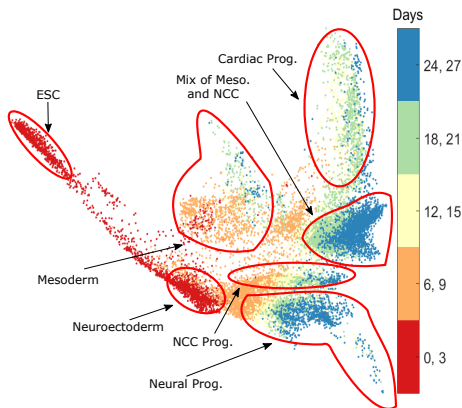 Days
Cardiac Prog.
Mix of Meso.
and NCC
ESC
24, 27
18, 21
12, 15
6, 9
0, 3
Mesoderm
Neuroectoderm
NCC Prog.
Neural Prog.